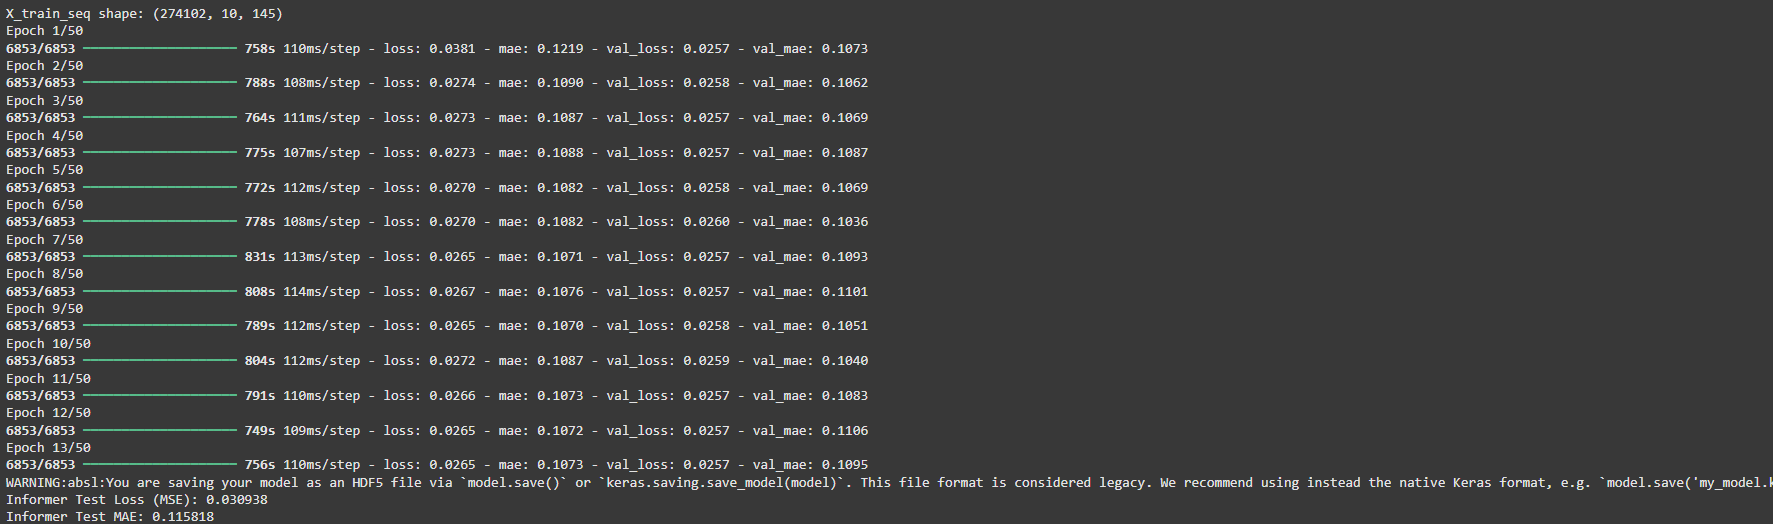 X_train_seq shape: (274102, 10, 145)
Epoch 1/50
6853/6853 ━━━━━━━━━━━━━━━━━━━━ 758s 110ms/step - loss: 0.0381 - mae: 0.1219 - val_loss: 0.0257 - val_mae: 0.1073
Epoch 2/50
6853/6853 ━━━━━━━━━━━━━━━━━━━━ 788s 108ms/step - loss: 0.0274 - mae: 0.1090 - val_loss: 0.0258 - val_mae: 0.1062
Epoch 3/50
6853/6853 ━━━━━━━━━━━━━━━━━━━━ 764s 111ms/step - loss: 0.0273 - mae: 0.1087 - val_loss: 0.0257 - val_mae: 0.1069
Epoch 4/50
6853/6853 ━━━━━━━━━━━━━━━━━━━━ 775s 107ms/step - loss: 0.0273 - mae: 0.1088 - val_loss: 0.0257 - val_mae: 0.1087
Epoch 5/50
6853/6853 ━━━━━━━━━━━━━━━━━━━━ 772s 112ms/step - loss: 0.0270 - mae: 0.1082 - val_loss: 0.0258 - val_mae: 0.1069
Epoch 6/50
6853/6853 ━━━━━━━━━━━━━━━━━━━━ 778s 108ms/step - loss: 0.0270 - mae: 0.1082 - val_loss: 0.0260 - val_mae: 0.1036
Epoch 7/50
6853/6853 ━━━━━━━━━━━━━━━━━━━━ 831s 113ms/step - loss: 0.0265 - mae: 0.1071 - val_loss: 0.0257 - val_mae: 0.1093
Epoch 8/50
6853/6853 ━━━━━━━━━━━━━━━━━━━━ 808s 114ms/step - loss: 0.0267 - mae: 0.1076 - val_loss: 0.0257 - val_mae: 0.1101
Epoch 9/50
6853/6853 ━━━━━━━━━━━━━━━━━━━━ 789s 112ms/step - loss: 0.0265 - mae: 0.1070 - val_loss: 0.0258 - val_mae: 0.1051
Epoch 10/50
6853/6853 ━━━━━━━━━━━━━━━━━━━━ 804s 112ms/step - loss: 0.0272 - mae: 0.1087 - val_loss: 0.0259 - val_mae: 0.1040
Epoch 11/50
6853/6853 ━━━━━━━━━━━━━━━━━━━━ 791s 110ms/step - loss: 0.0266 - mae: 0.1073 - val_loss: 0.0257 - val_mae: 0.1083
Epoch 12/50
6853/6853 ━━━━━━━━━━━━━━━━━━━━ 749s 109ms/step - loss: 0.0265 - mae: 0.1072 - val_loss: 0.0257 - val_mae: 0.1106
Epoch 13/50
6853/6853 ━━━━━━━━━━━━━━━━━━━━ 756s 110ms/step - loss: 0.0265 - mae: 0.1073 - val_loss: 0.0257 - val_mae: 0.1095
WARNING:absl:You are saving your model as an HDF5 file via `model.save()` or `keras.saving.save_model(model)`. This file format is considered legacy. We recommend using instead the native Keras format, e.g. `model.save('my_model.k
Informer Test Loss (MSE): 0.030938
Informer Test MAE: 0.115818